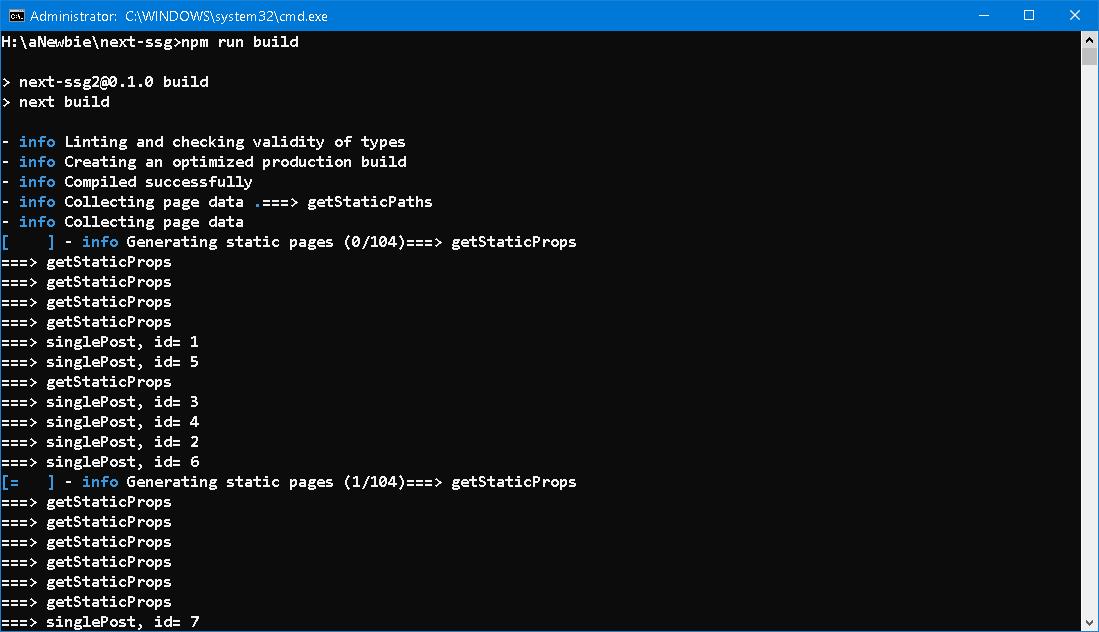 Administrator: C:\WINDOWS\system32\cmd.exe
H:\aNewbie\next-ssg>npm run build
> next-ssg2@0.1.0 build
> next build
- info Linting and checking validity of types
- info Creating an optimized production build
- info Compiled successfully
- info Collecting page data .===> getStaticPaths
- info Collecting page data
[    ] - info Generating static pages (0/104)===> getStaticProps
===> getStaticProps
===> getStaticProps
===> getStaticProps
===> getStaticProps
===> singlePost, id= 1
===> singlePost, id= 5
===> getStaticProps
===> singlePost, id= 3
===> singlePost, id= 4
===> singlePost, id= 2
===> singlePost, id= 6
[=   ] - info Generating static pages (1/104)===> getStaticProps
===> getStaticProps
===> getStaticProps
===> getStaticProps
===> getStaticProps
===> getStaticProps
===> getStaticProps
===> singlePost, id= 7